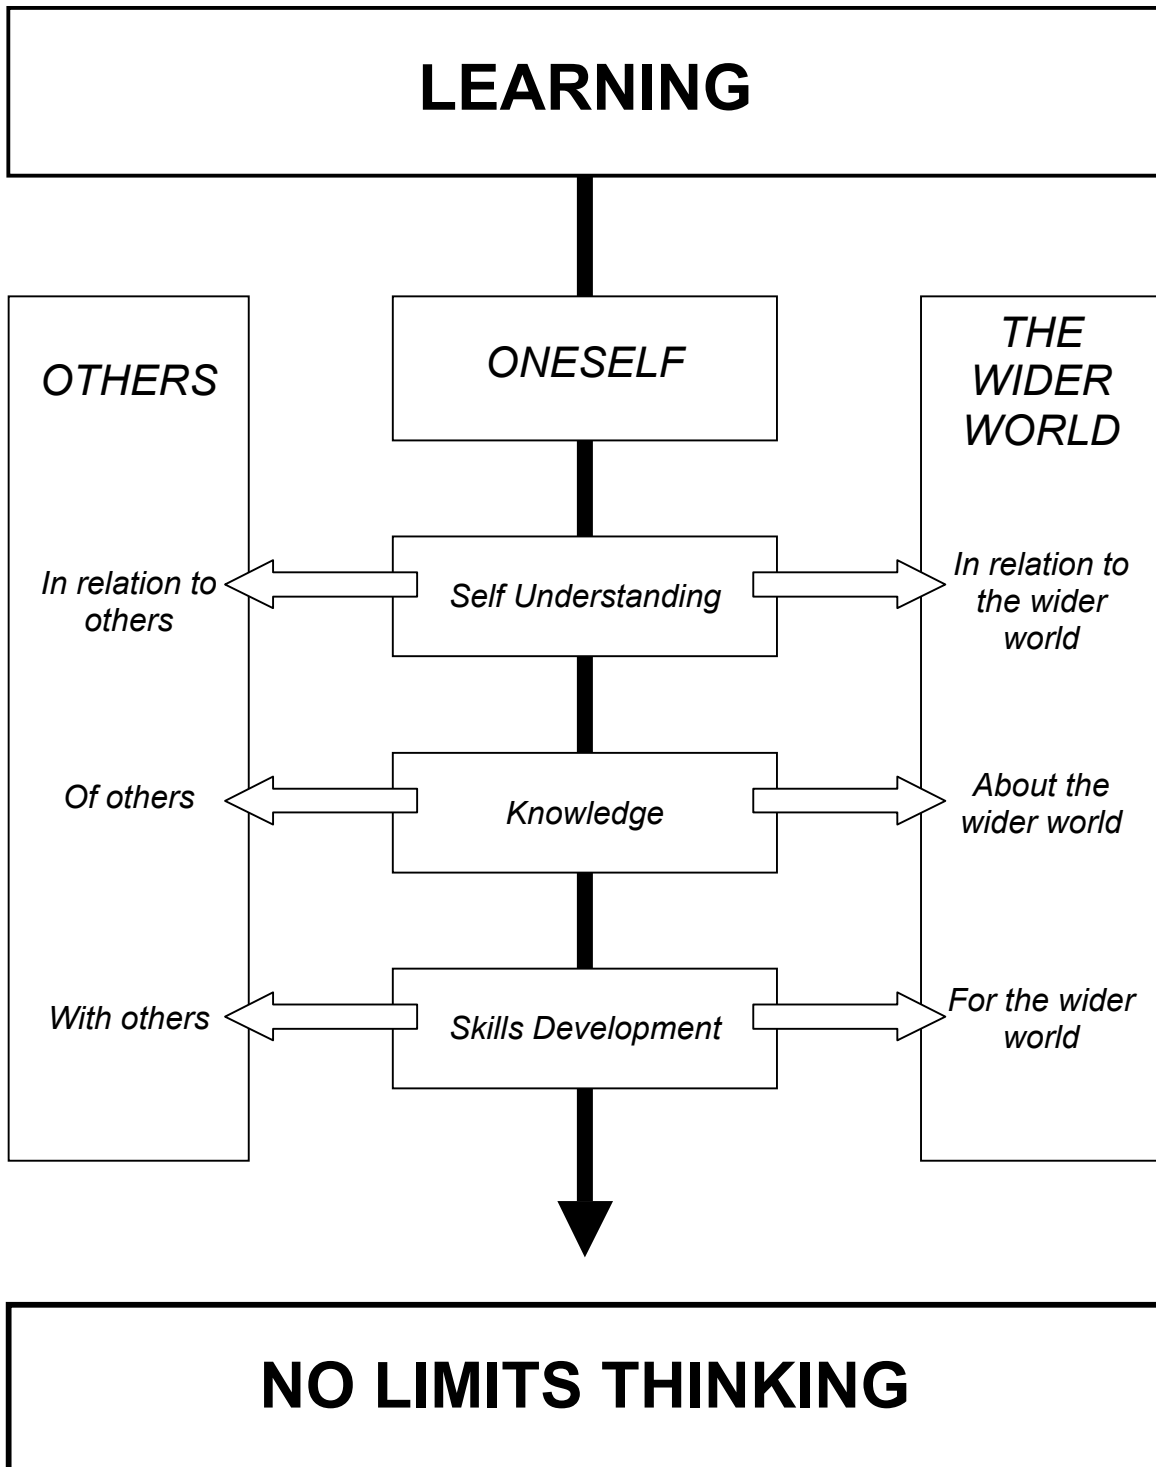 LEARNING
OTHERS
ONESELF
THE
WIDER
WORLD
In relation to
others
Self Understanding
In relation to
the wider
world
Of others
Knowledge
About the
wider world
With others
Skills Development
For the wider
world
NO LIMITS THINKING